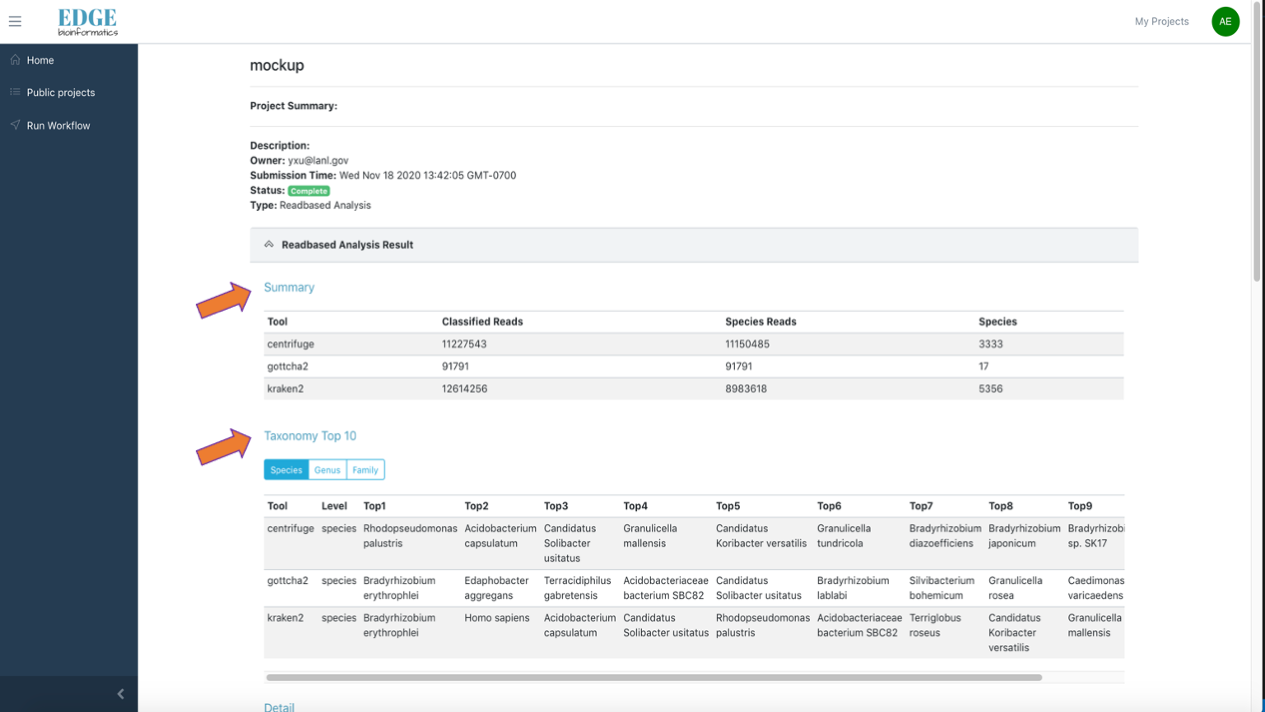 EDGE
bioinformatics
My Projects
AE
Home
Public projects
Run Workflow
mockup
Project Summary:
Description:
Owner: yxu@lanl.gov
Submission Time: Wed Nov 18 2020 13:42:05 GMT-0700
Status: Complete
Type: Readbased Analysis
Readbased Analysis Result
Summary
Tool Classified Reads Species Reads Species
centrifuge 11227543 11150485 3333
gottcha2 91791 91791 17
kraken2 12614256 8983618 5356
Taxonomy Top 10
Species Genus Family
Tool Level Top1 Top2 Top3 Top4 Top5 Top6 Top7 Top8 Top9
centrifuge species Rhodopseudomonas Acidobacterium Candidatus Granulicella Candidatus Granulicella Bradyrhizobium Bradyrhizobium Bradyrhizobi
palustris capsulatum Solibacter mallensis Koribacter versatilis tundricola diazoefficiens japonicum sp. SK17
usitatus
gottcha2 species Bradyrhizobium Edaphobacter Terracidiphilus Acidobacteriaceae Candidatus Bradyrhizobium Silvibacterium Granulicella Caedimonas
erythrophlei aggregans gabretensis bacterium SBC82 Solibacter usitatus lablabi bohemicum rosea varicaedens
kraken2 species Bradyrhizobium Homo sapiens Acidobacterium Candidatus Rhodopseudomonas Acidobacteriaceae Terriglobus Candidatus Granulicella
erythrophlei capsulatum Solibacter usitatus palustris bacterium SBC82 roseus Koribacter mallensis
versatilis
Detail